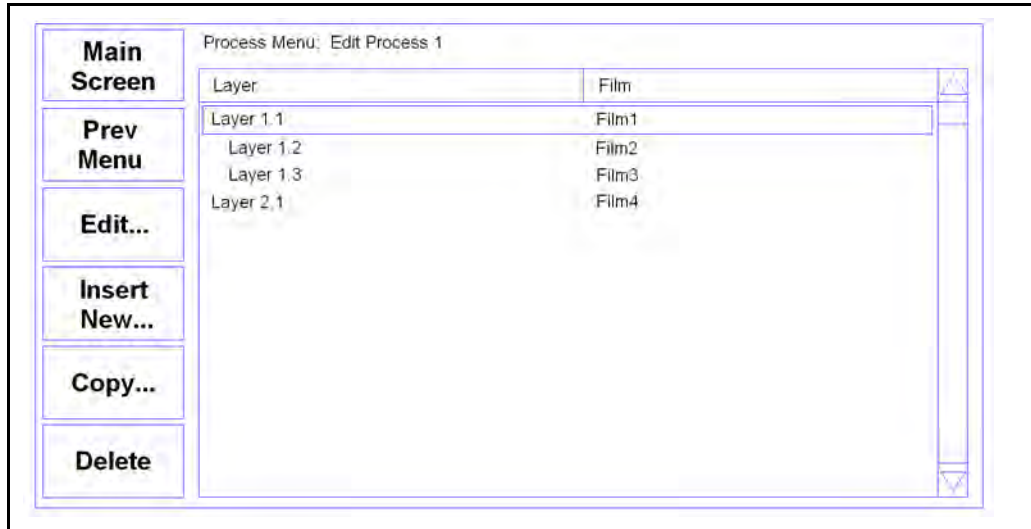 Main
Screen
Prev
Menu
Edit...
Insert
New...
Copy...
Delete
Process Menu: Edit Process 1
Layer Film
Layer 1.1 Film1
Layer 1.2 Film2
Layer 1.3 Film3
Layer 2.1 Film4